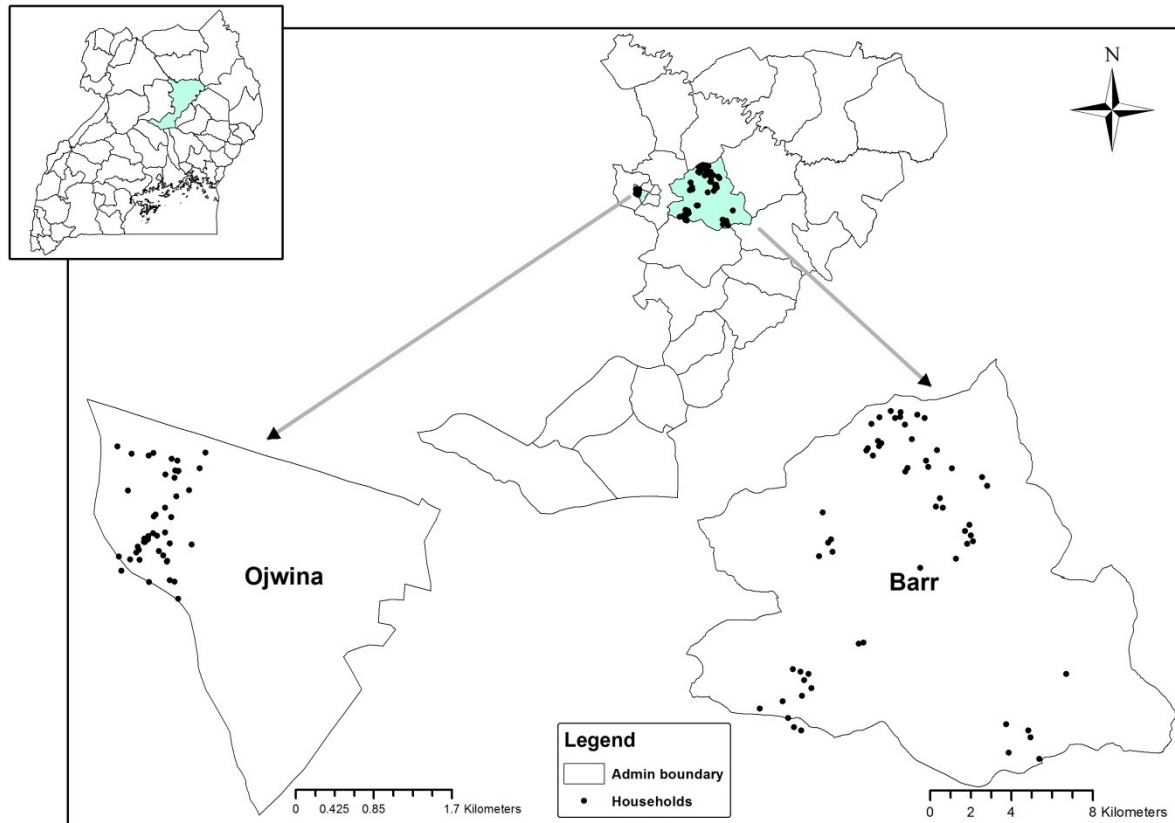 N
Ojwina
Barr
Legend
Admin boundary
Households
0 0.425 0.85 1.7 Kilometers
0 2 4 8 Kilometers